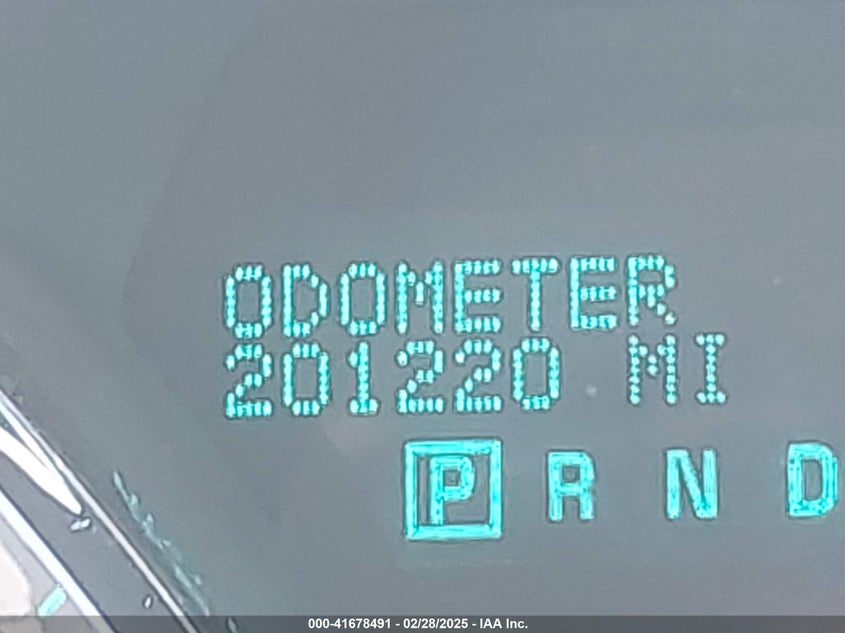 ODOMETER
201220 MI
P R N D
000-41678491 - 02/28/2025 - IAA Inc.